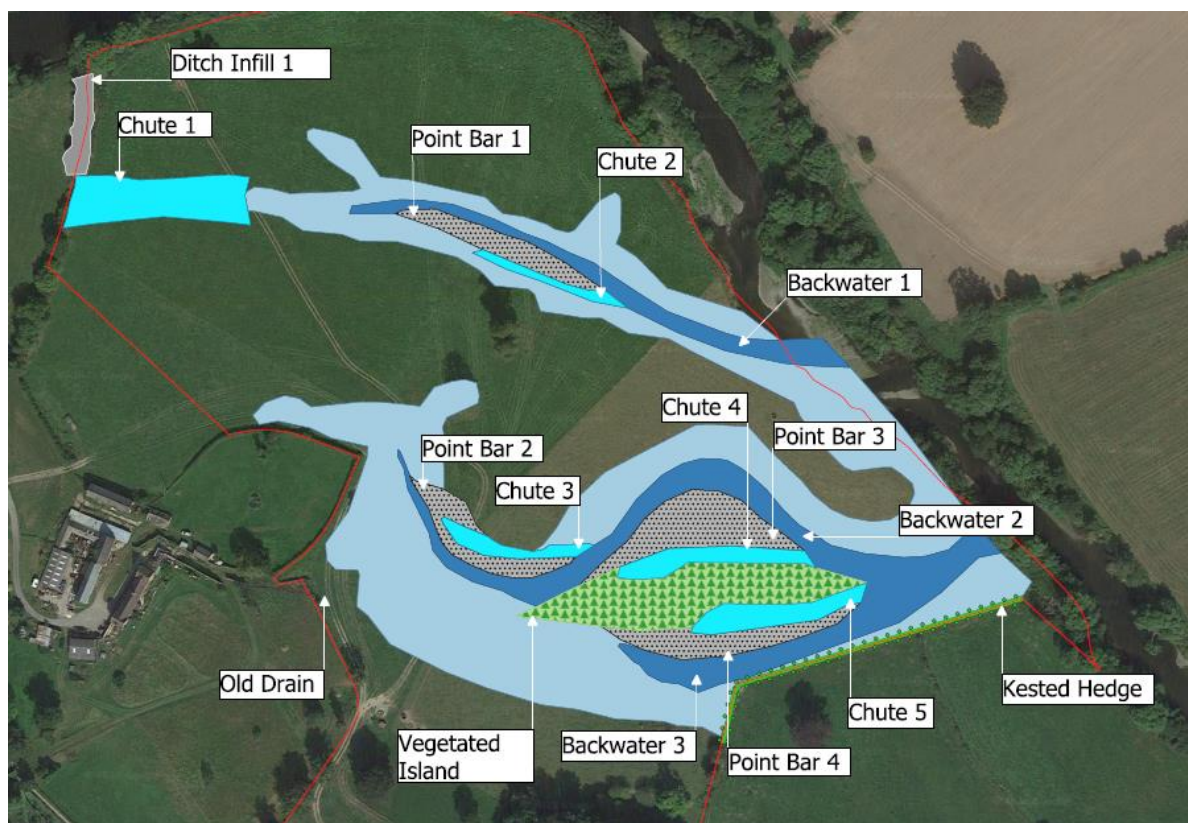 Ditch Infill 1
Chute 1
Point Bar 1
Chute 2
Backwater 1
Chute 4
Point Bar 3
Point Bar 2
Chute 3
Backwater 2
Old Drain
Kested Hedge
Chute 5
Vegetated
Island
Backwater 3
Point Bar 4